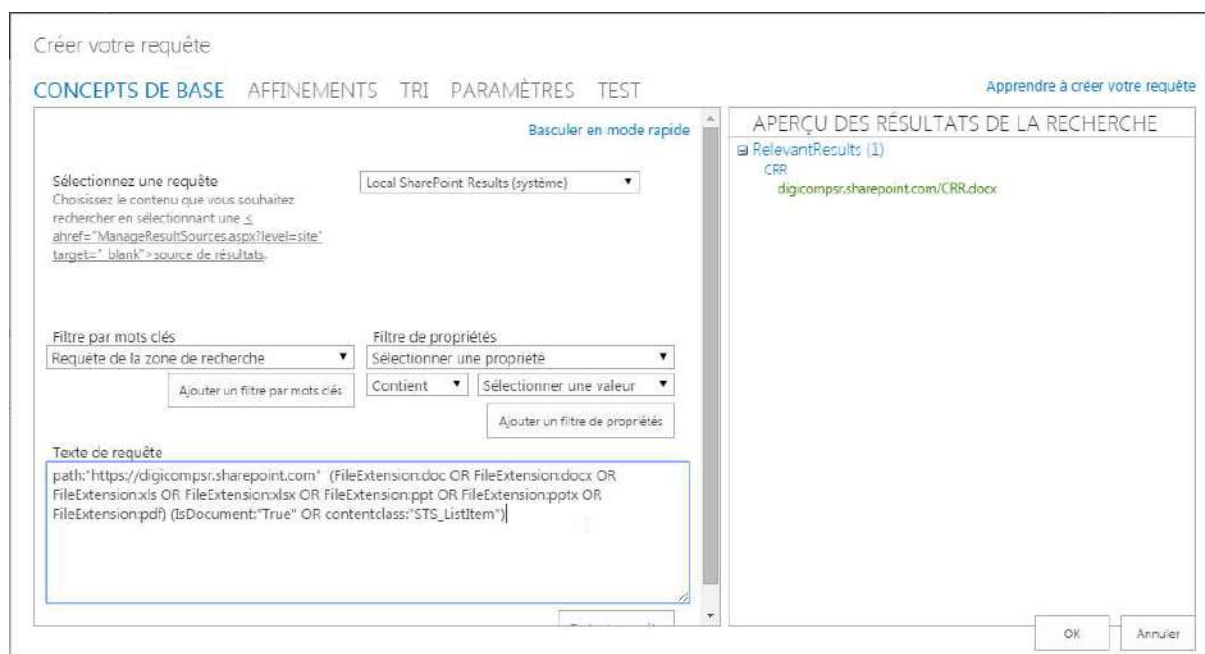 Créer votre requête
CONCEPTS DE BASE AFFINEMENTS TRI PARAMÈTRES TEST
Apprendre à créer votre requête
Basculer en mode rapide
Sélectionnez une requête
Local SharePoint Results (système)
Choisissez le contenu que vous souhaitez
rechercher en sélectionnant une <
ahref="ManageResultSources.aspx?level=site"
target="_blank">source de résultats.
Filtre par mots clés
Filtre de propriétés
Requête de la zone de recherche
Sélectionner une propriété
Ajouter un filtre par mots clés
Contient
Sélectionner une valeur
Ajouter un filtre de propriétés
Texte de requête
path:"https://digicompsr.sharepoint.com" (FileExtension:doc OR FileExtension:docx OR
FileExtension:xls OR FileExtension:xlsx OR FileExtension:ppt OR FileExtension:pptx OR
FileExtension:pdf) (IsDocument:"True" OR contentclass:"STS_ListItem")
APERÇU DES RÉSULTATS DE LA RECHERCHE
RelevantResults (1)
CRR
digicompsr.sharepoint.com/CRR.docx
OK
Annuler